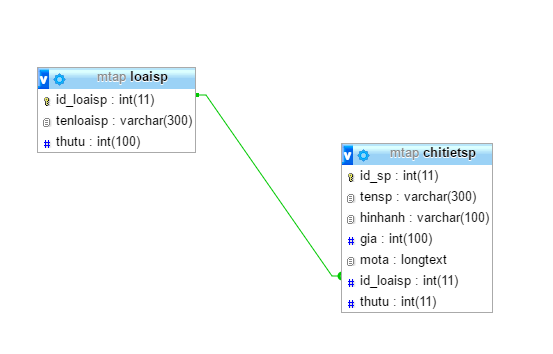 v mtap loaisp
id_loaisp : int(11)
tenloaisp : varchar(300)
# thutu : int(100)
v mtap chitietsp
id_sp : int(11)
tensp : varchar(300)
hinhanh : varchar(100)
# gia : int(100)
mota : longtext
# id_loaisp : int(11)
# thutu : int(11)